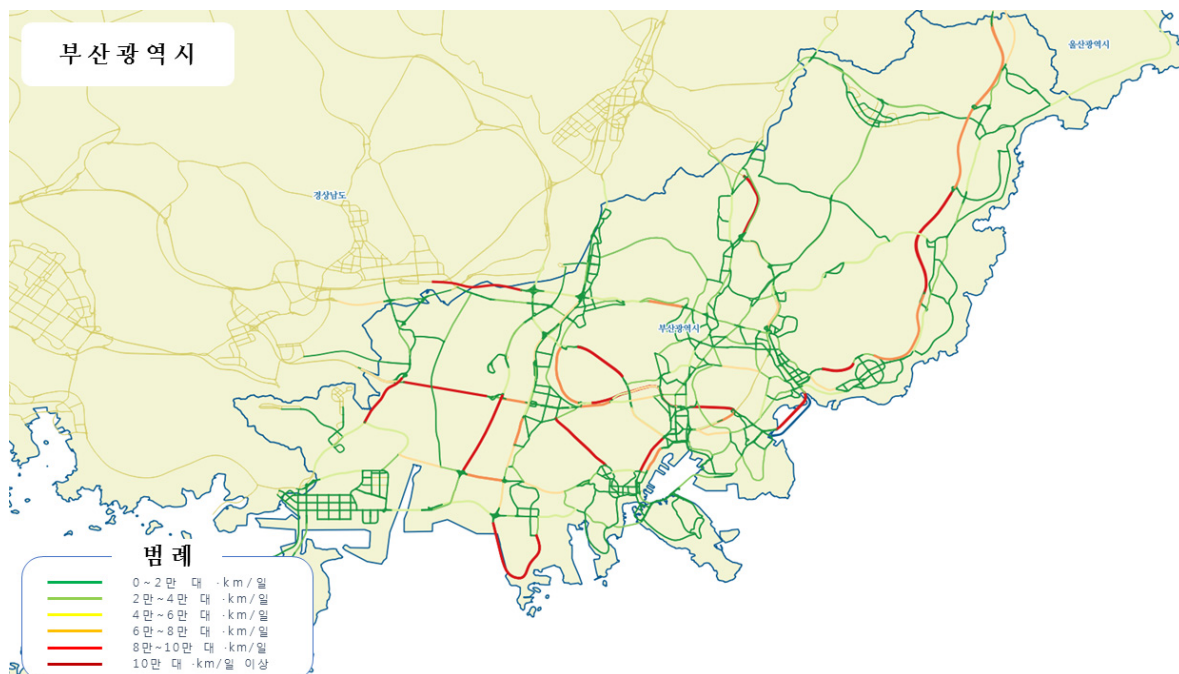 부산광역시
울산광역시
경상남도
부산광역시
범례
0~2만 대 ·km/일
2만~4만 대 ·km/일
4만~6만 대 ·km/일
6만~8만 대 ·km/일
8만~10만 대 ·km/일
10만 대 ·km/일 이상